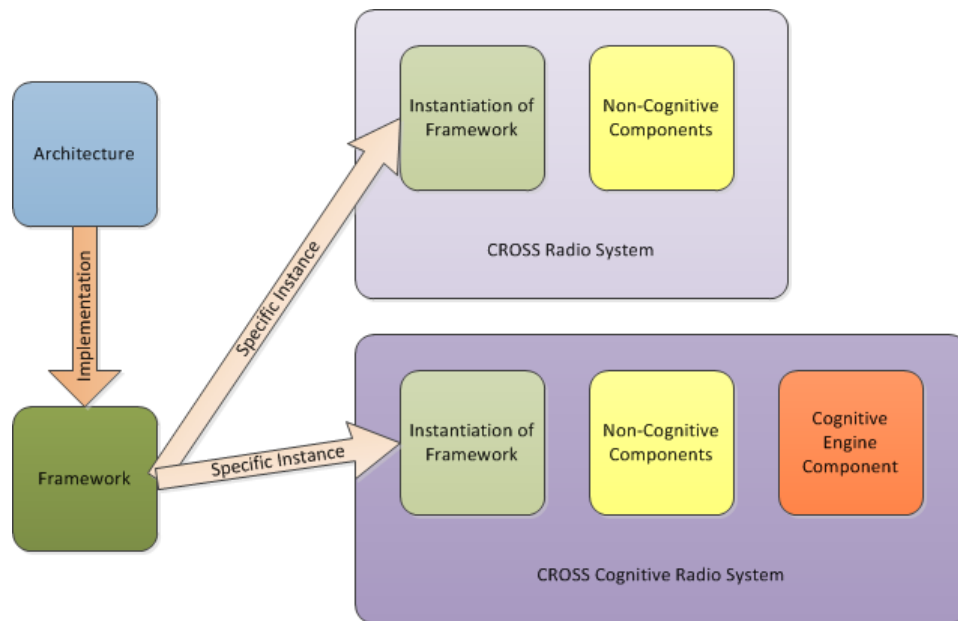 Architecture
Implementation
Framework
Specific Instance
Specific Instance
Instantiation of
Framework
Non-Cognitive
Components
CROSS Radio System
Instantiation of
Framework
Non-Cognitive
Components
Cognitive
Engine
Component
CROSS Cognitive Radio System